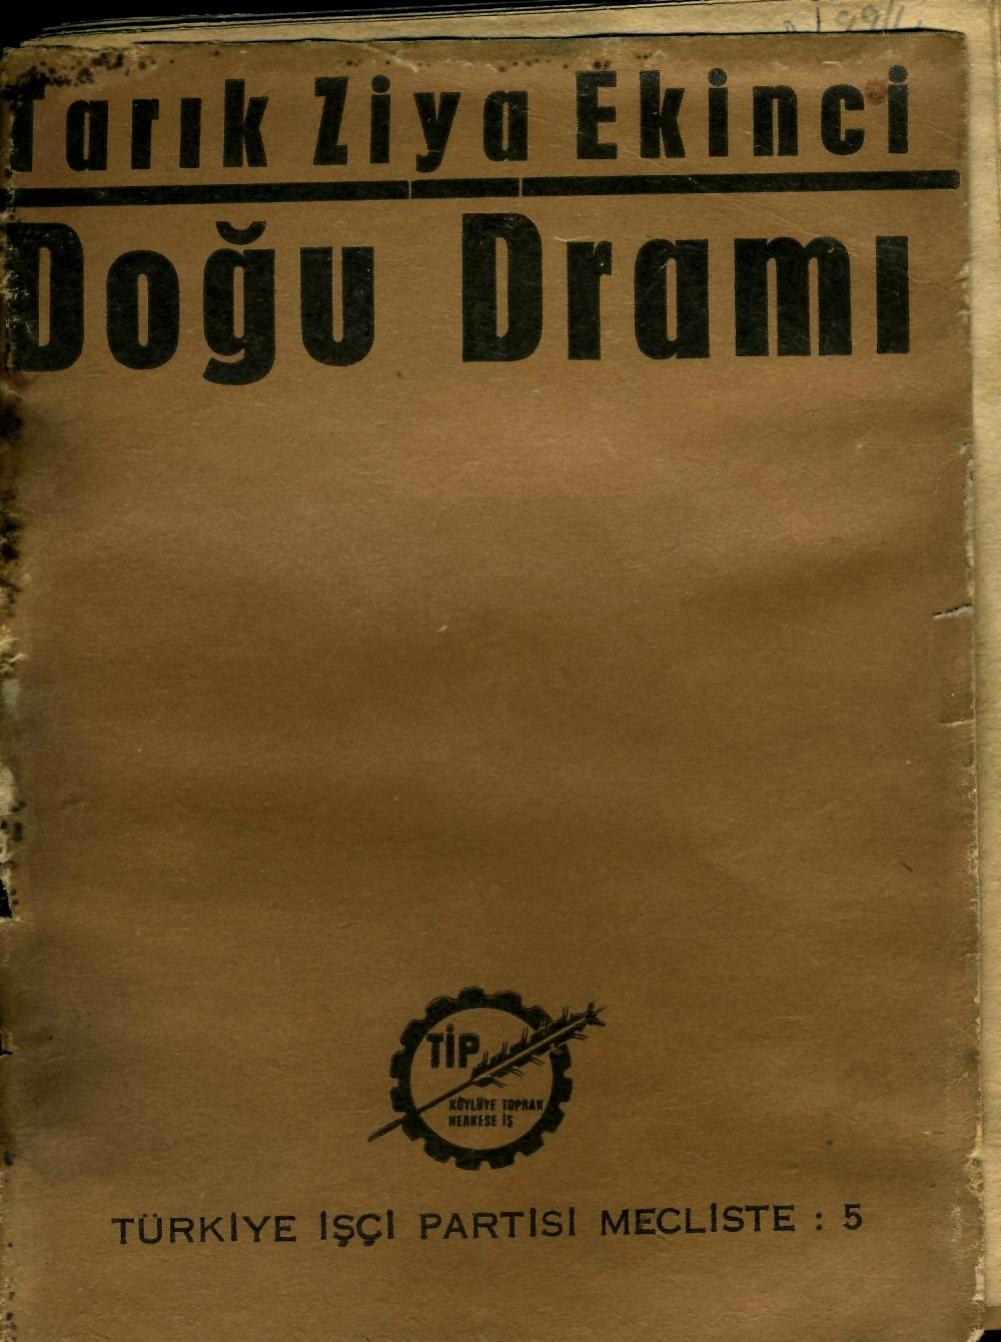 Tarık Ziya Ekinci
Doğu Dramı
TİP
KÖYLÜYE TOPRAK
HERKESE İŞ
TÜRKİYE İŞÇİ PARTİSİ MECLİSTE : 5